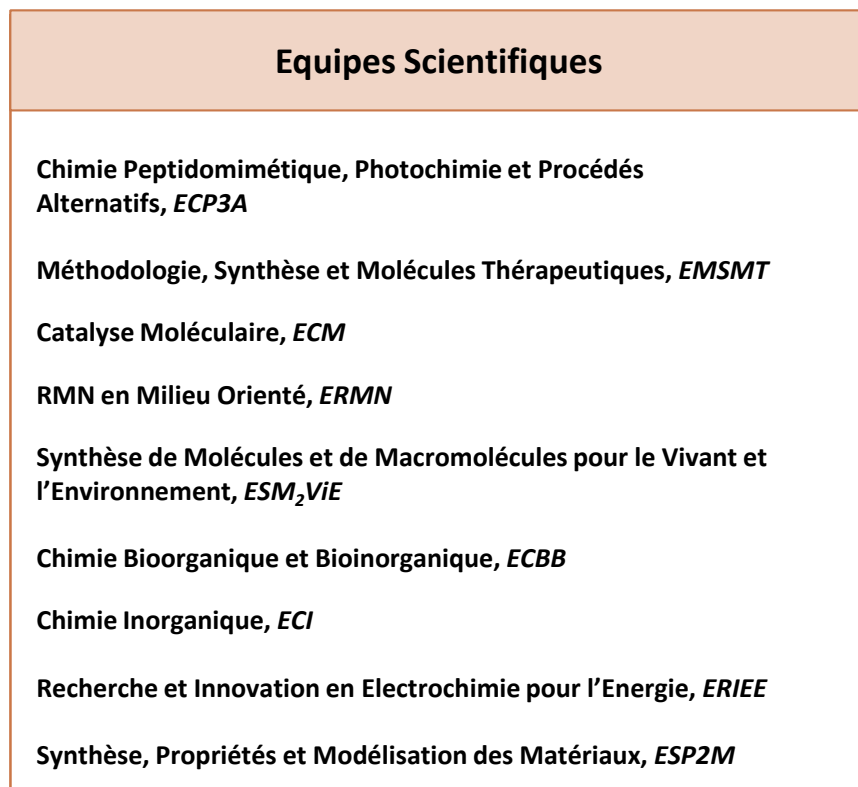 Equipes Scientifiques
Chimie Peptidomimétique, Photochimie et Procédés
Alternatifs, ECP3A
Méthodologie, Synthèse et Molécules Thérapeutiques, EMSMT
Catalyse Moléculaire, ECM
RMN en Milieu Orienté, ERMN
Synthèse de Molécules et de Macromolécules pour le Vivant et
l’Environnement, ESM₂ViE
Chimie Bioorganique et Bioinorganique, ECBB
Chimie Inorganique, ECI
Recherche et Innovation en Electrochimie pour l’Energie, ERIEE
Synthèse, Propriétés et Modélisation des Matériaux, ESP2M